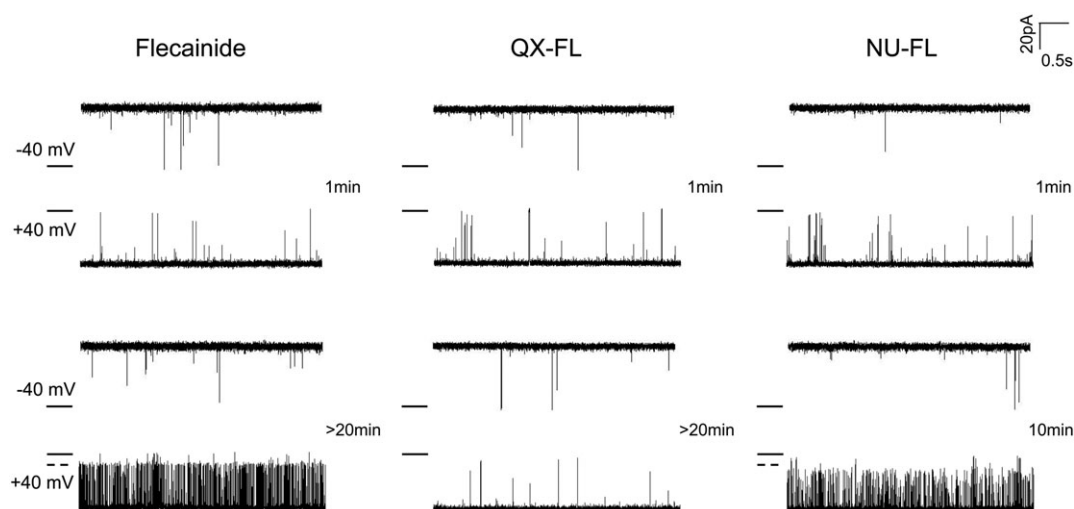 Flecainide QX-FL NU-FL
20pA
0.5s
-40 mV
1min 1min 1min
+40 mV
-40 mV
>20min >20min 10min
+40 mV